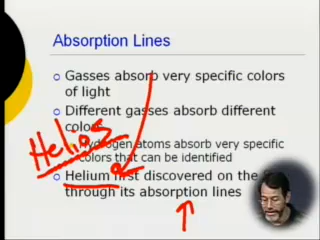 Absorption Lines
Gasses absorb very specific colors
of light
Different gasses absorb different
colors
Helios
Hydrogen atoms absorb very specific
colors that can be identified
Helium first discovered on the
through its absorption lines